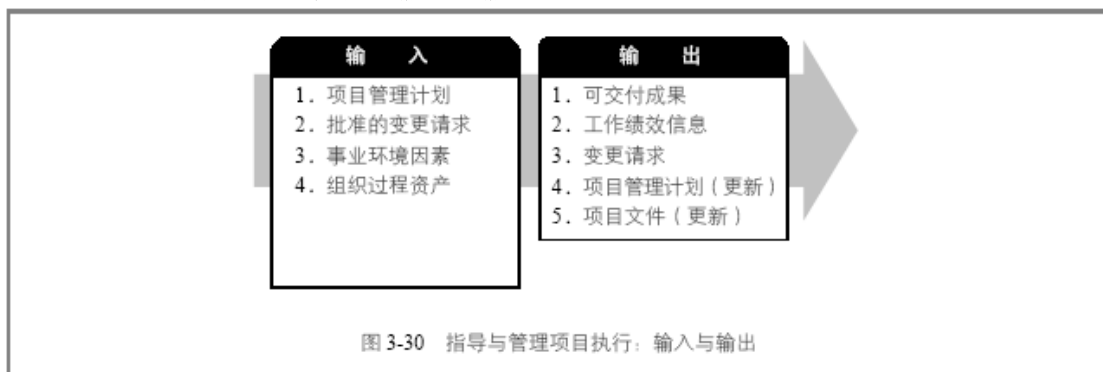 输 入
1. 项目管理计划
2. 批准的变更请求
3. 事业环境因素
4. 组织过程资产
输 出
1. 可交付成果
2. 工作绩效信息
3. 变更请求
4. 项目管理计划（更新）
5. 项目文件（更新）
图 3-30 指导与管理项目执行：输入与输出